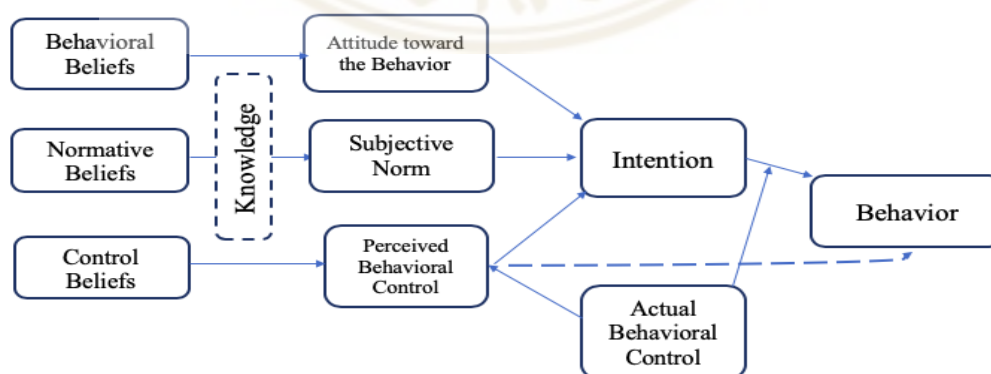 Behavioral
Beliefs
Attitude toward
the Behavior
Knowledge
Normative
Beliefs
Subjective
Norm
Intention
Behavior
Control
Beliefs
Perceived
Behavioral
Control
Actual
Behavioral
Control